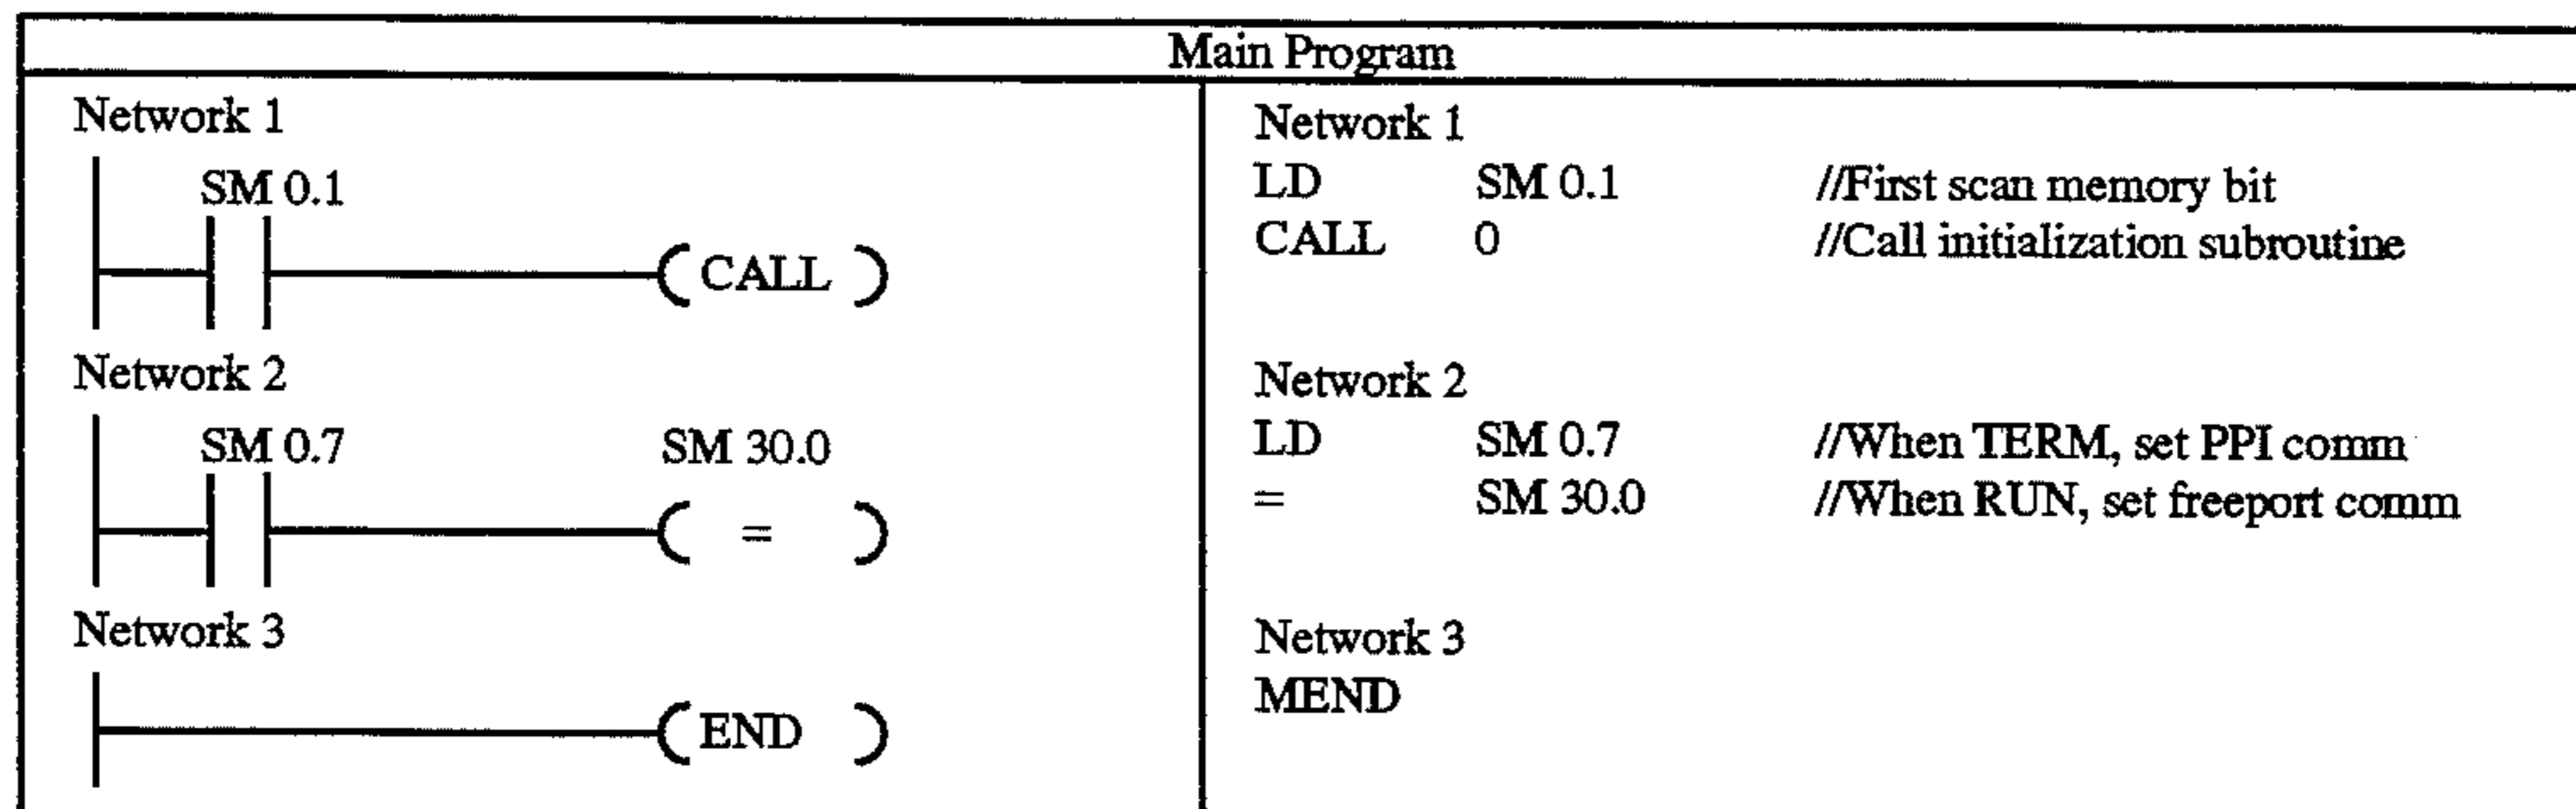 Main Program
Network 1
SM 0.1
CALL
Network 2
SM 0.7 SM 30.0
=
Network 3
END
Network 1
LD SM 0.1 //First scan memory bit
CALL 0 //Call initialization subroutine
Network 2
LD SM 0.7 //When TERM, set PPI comm
= SM 30.0 //When RUN, set freeport comm
Network 3
MEND